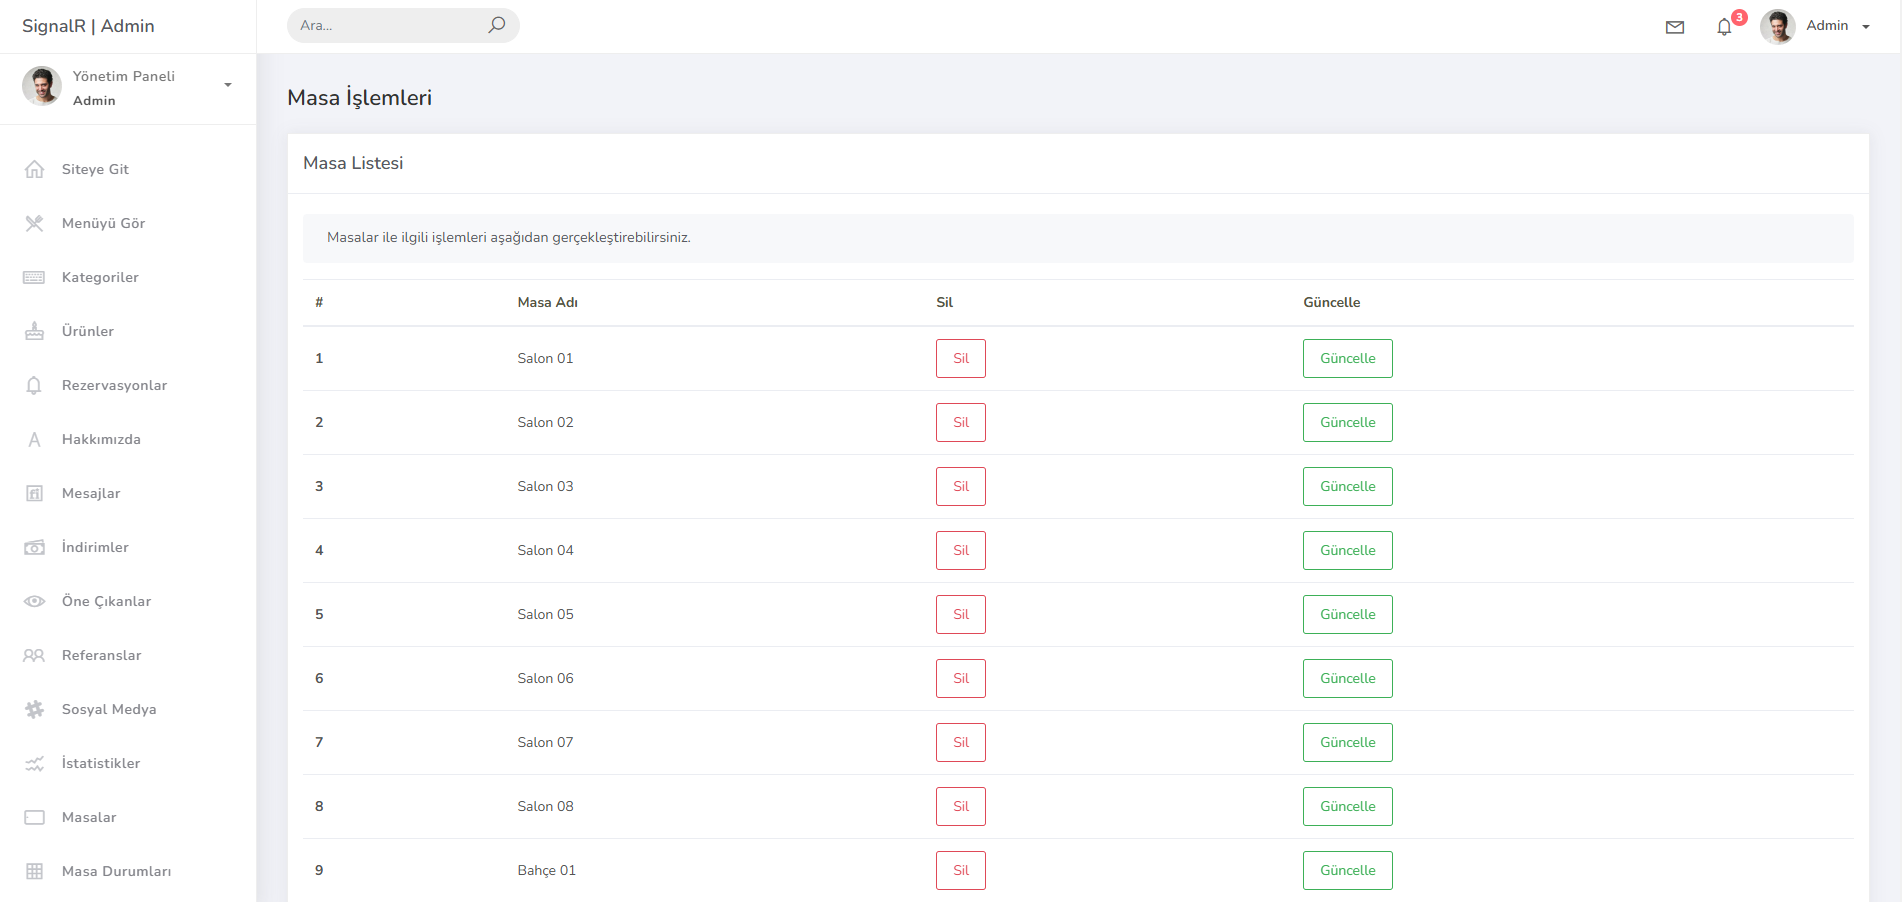 SignalR | Admin
Ara...
3
Admin
Yönetim Paneli
Admin
Siteye Git
Menüyü Gör
Kategoriler
Ürünler
Rezervasyonlar
Hakkımızda
Mesajlar
İndirimler
Öne Çıkanlar
Referanslar
Sosyal Medya
İstatistikler
Masalar
Masa Durumları
Masa İşlemleri
Masa Listesi
Masalar ile ilgili işlemleri aşağıdan gerçekleştirebilirsiniz.
# Masa Adı Sil Güncelle
1 Salon 01 Sil Güncelle
2 Salon 02 Sil Güncelle
3 Salon 03 Sil Güncelle
4 Salon 04 Sil Güncelle
5 Salon 05 Sil Güncelle
6 Salon 06 Sil Güncelle
7 Salon 07 Sil Güncelle
8 Salon 08 Sil Güncelle
9 Bahçe 01 Sil Güncelle